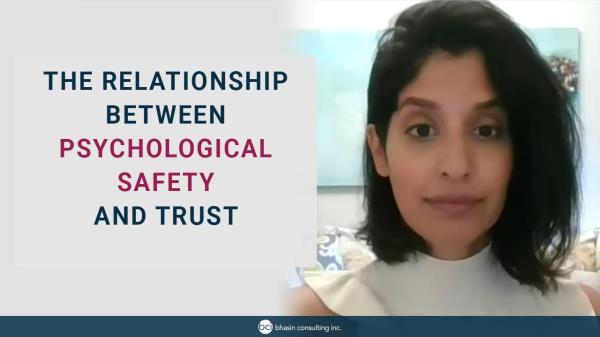 THE RELATIONSHIP
BETWEEN
PSYCHOLOGICAL
SAFETY
AND TRUST
bci bhasin consulting inc.